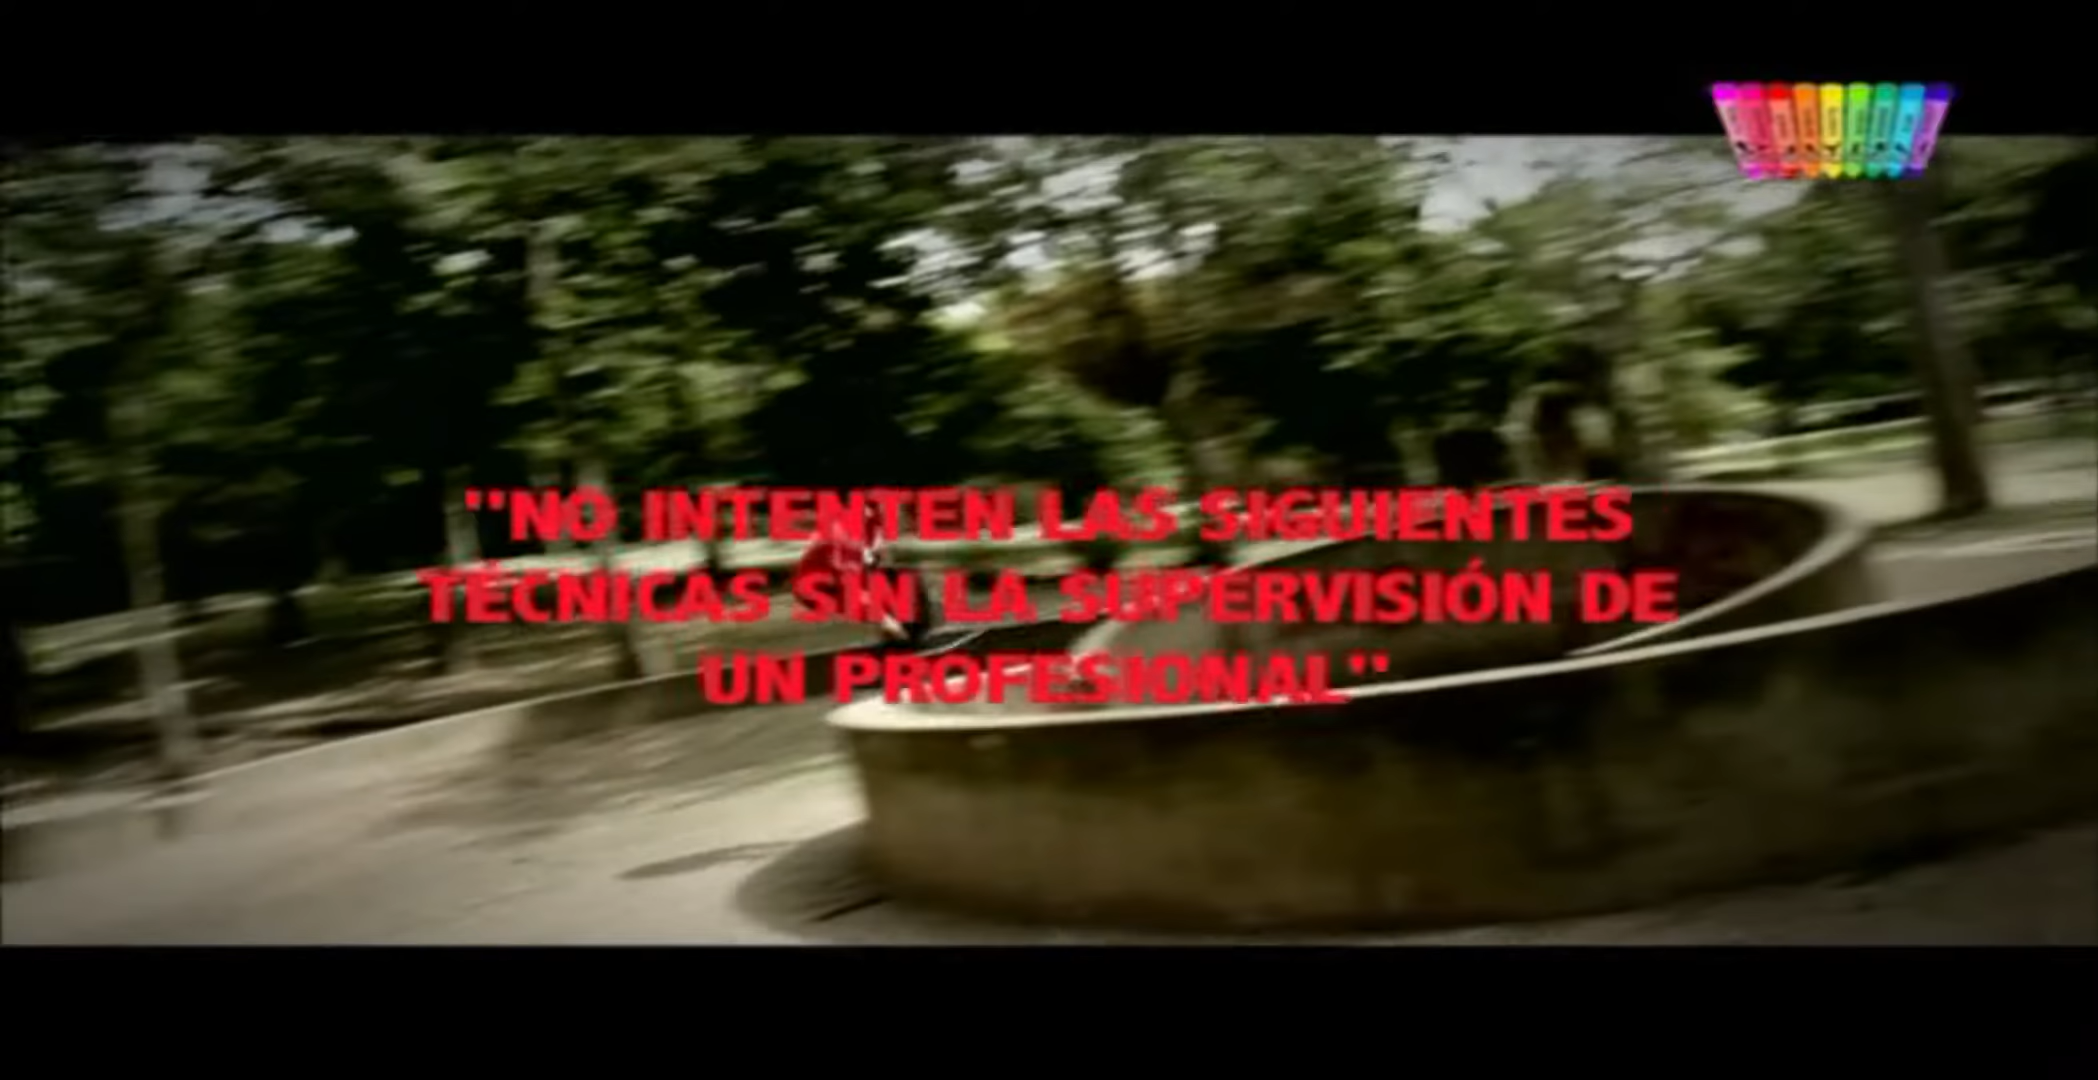 "NO INTENTEN LAS SIGUIENTES
TÉCNICAS SIN LA SUPERVISIÓN DE
UN PROFESIONAL"